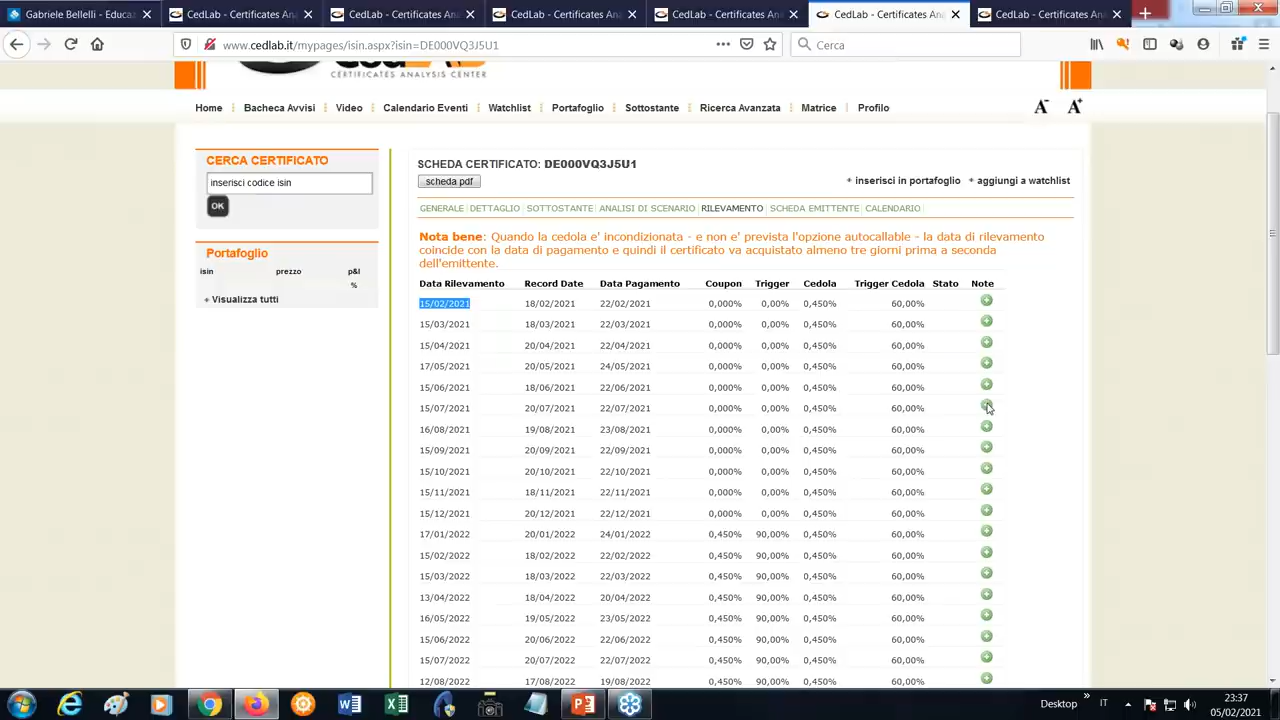 Gabriele Bellelli - Educaz
CedLab - Certificates Analysis C
CedLab - Certificates Analysis C
CedLab - Certificates Analysis C
CedLab - Certificates Analysis C
CedLab - Certificates Ana
CedLab - Certificates Analysis C
www.cedlab.it/mypages/isin.aspx?isin=DE000VQ3J5U1
Cerca
CERTIFICATES ANALYSIS CENTER
Home
Bacheca Avvisi
Video
Calendario Eventi
Watchlist
Portafoglio
Sottostante
Ricerca Avanzata
Matrice
Profilo
A-
A+
CERCA CERTIFICATO
inserisci codice isin
OK
Portafoglio
isin prezzo p&l
%
+ Visualizza tutti
SCHEDA CERTIFICATO: DE000VQ3J5U1
scheda pdf
+ inserisci in portafoglio + aggiungi a watchlist
GENERALE DETTAGLIO SOTTOSTANTE ANALISI DI SCENARIO RILEVAMENTO SCHEDA EMITTENTE CALENDARIO
Nota bene: Quando la cedola e' incondizionata - e non e' prevista l'opzione autocallable - la data di rilevamento
coincide con la data di pagamento e quindi il certificato va acquistato almeno tre giorni prima a seconda
dell'emittente.
Data Rilevamento Record Date Data Pagamento Coupon Trigger Cedola Trigger Cedola Stato Note
15/02/2021 18/02/2021 22/02/2021 0,000% 0,00% 0,450% 60,00%
15/03/2021 18/03/2021 22/03/2021 0,000% 0,00% 0,450% 60,00%
15/04/2021 20/04/2021 22/04/2021 0,000% 0,00% 0,450% 60,00%
17/05/2021 20/05/2021 24/05/2021 0,000% 0,00% 0,450% 60,00%
15/06/2021 18/06/2021 22/06/2021 0,000% 0,00% 0,450% 60,00%
15/07/2021 20/07/2021 22/07/2021 0,000% 0,00% 0,450% 60,00%
16/08/2021 19/08/2021 23/08/2021 0,000% 0,00% 0,450% 60,00%
15/09/2021 20/09/2021 22/09/2021 0,000% 0,00% 0,450% 60,00%
15/10/2021 20/10/2021 22/10/2021 0,000% 0,00% 0,450% 60,00%
15/11/2021 18/11/2021 22/11/2021 0,000% 0,00% 0,450% 60,00%
15/12/2021 20/12/2021 22/12/2021 0,000% 0,00% 0,450% 60,00%
17/01/2022 20/01/2022 24/01/2022 0,450% 90,00% 0,450% 60,00%
15/02/2022 18/02/2022 22/02/2022 0,450% 90,00% 0,450% 60,00%
15/03/2022 18/03/2022 22/03/2022 0,450% 90,00% 0,450% 60,00%
13/04/2022 18/04/2022 20/04/2022 0,450% 90,00% 0,450% 60,00%
16/05/2022 19/05/2022 23/05/2022 0,450% 90,00% 0,450% 60,00%
15/06/2022 20/06/2022 22/06/2022 0,450% 90,00% 0,450% 60,00%
15/07/2022 20/07/2022 22/07/2022 0,450% 90,00% 0,450% 60,00%
12/08/2022 17/08/2022 19/08/2022 0,450% 90,00% 0,450% 60,00%
Desktop
IT
23:37
05/02/2021